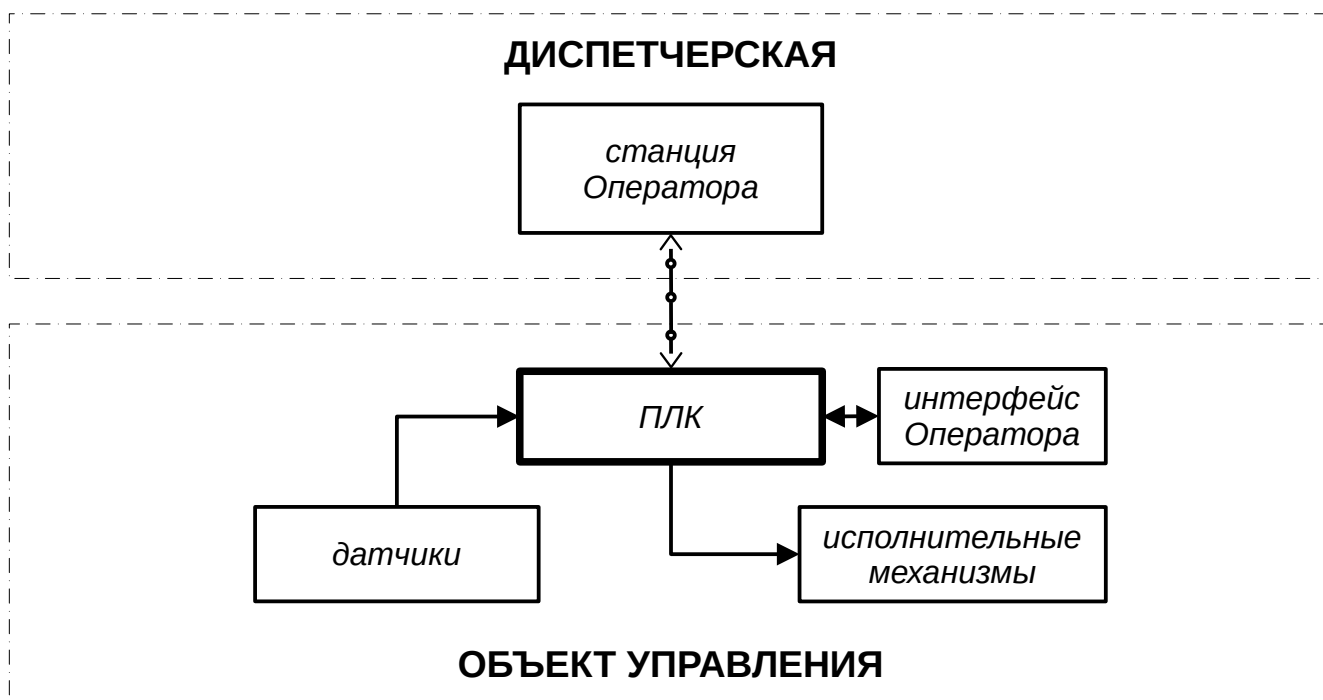 ДИСПЕТЧЕРСКАЯ
станция
Оператора
ПЛК
интерфейс
Оператора
датчики
исполнительные
механизмы
ОБЪЕКТ УПРАВЛЕНИЯ